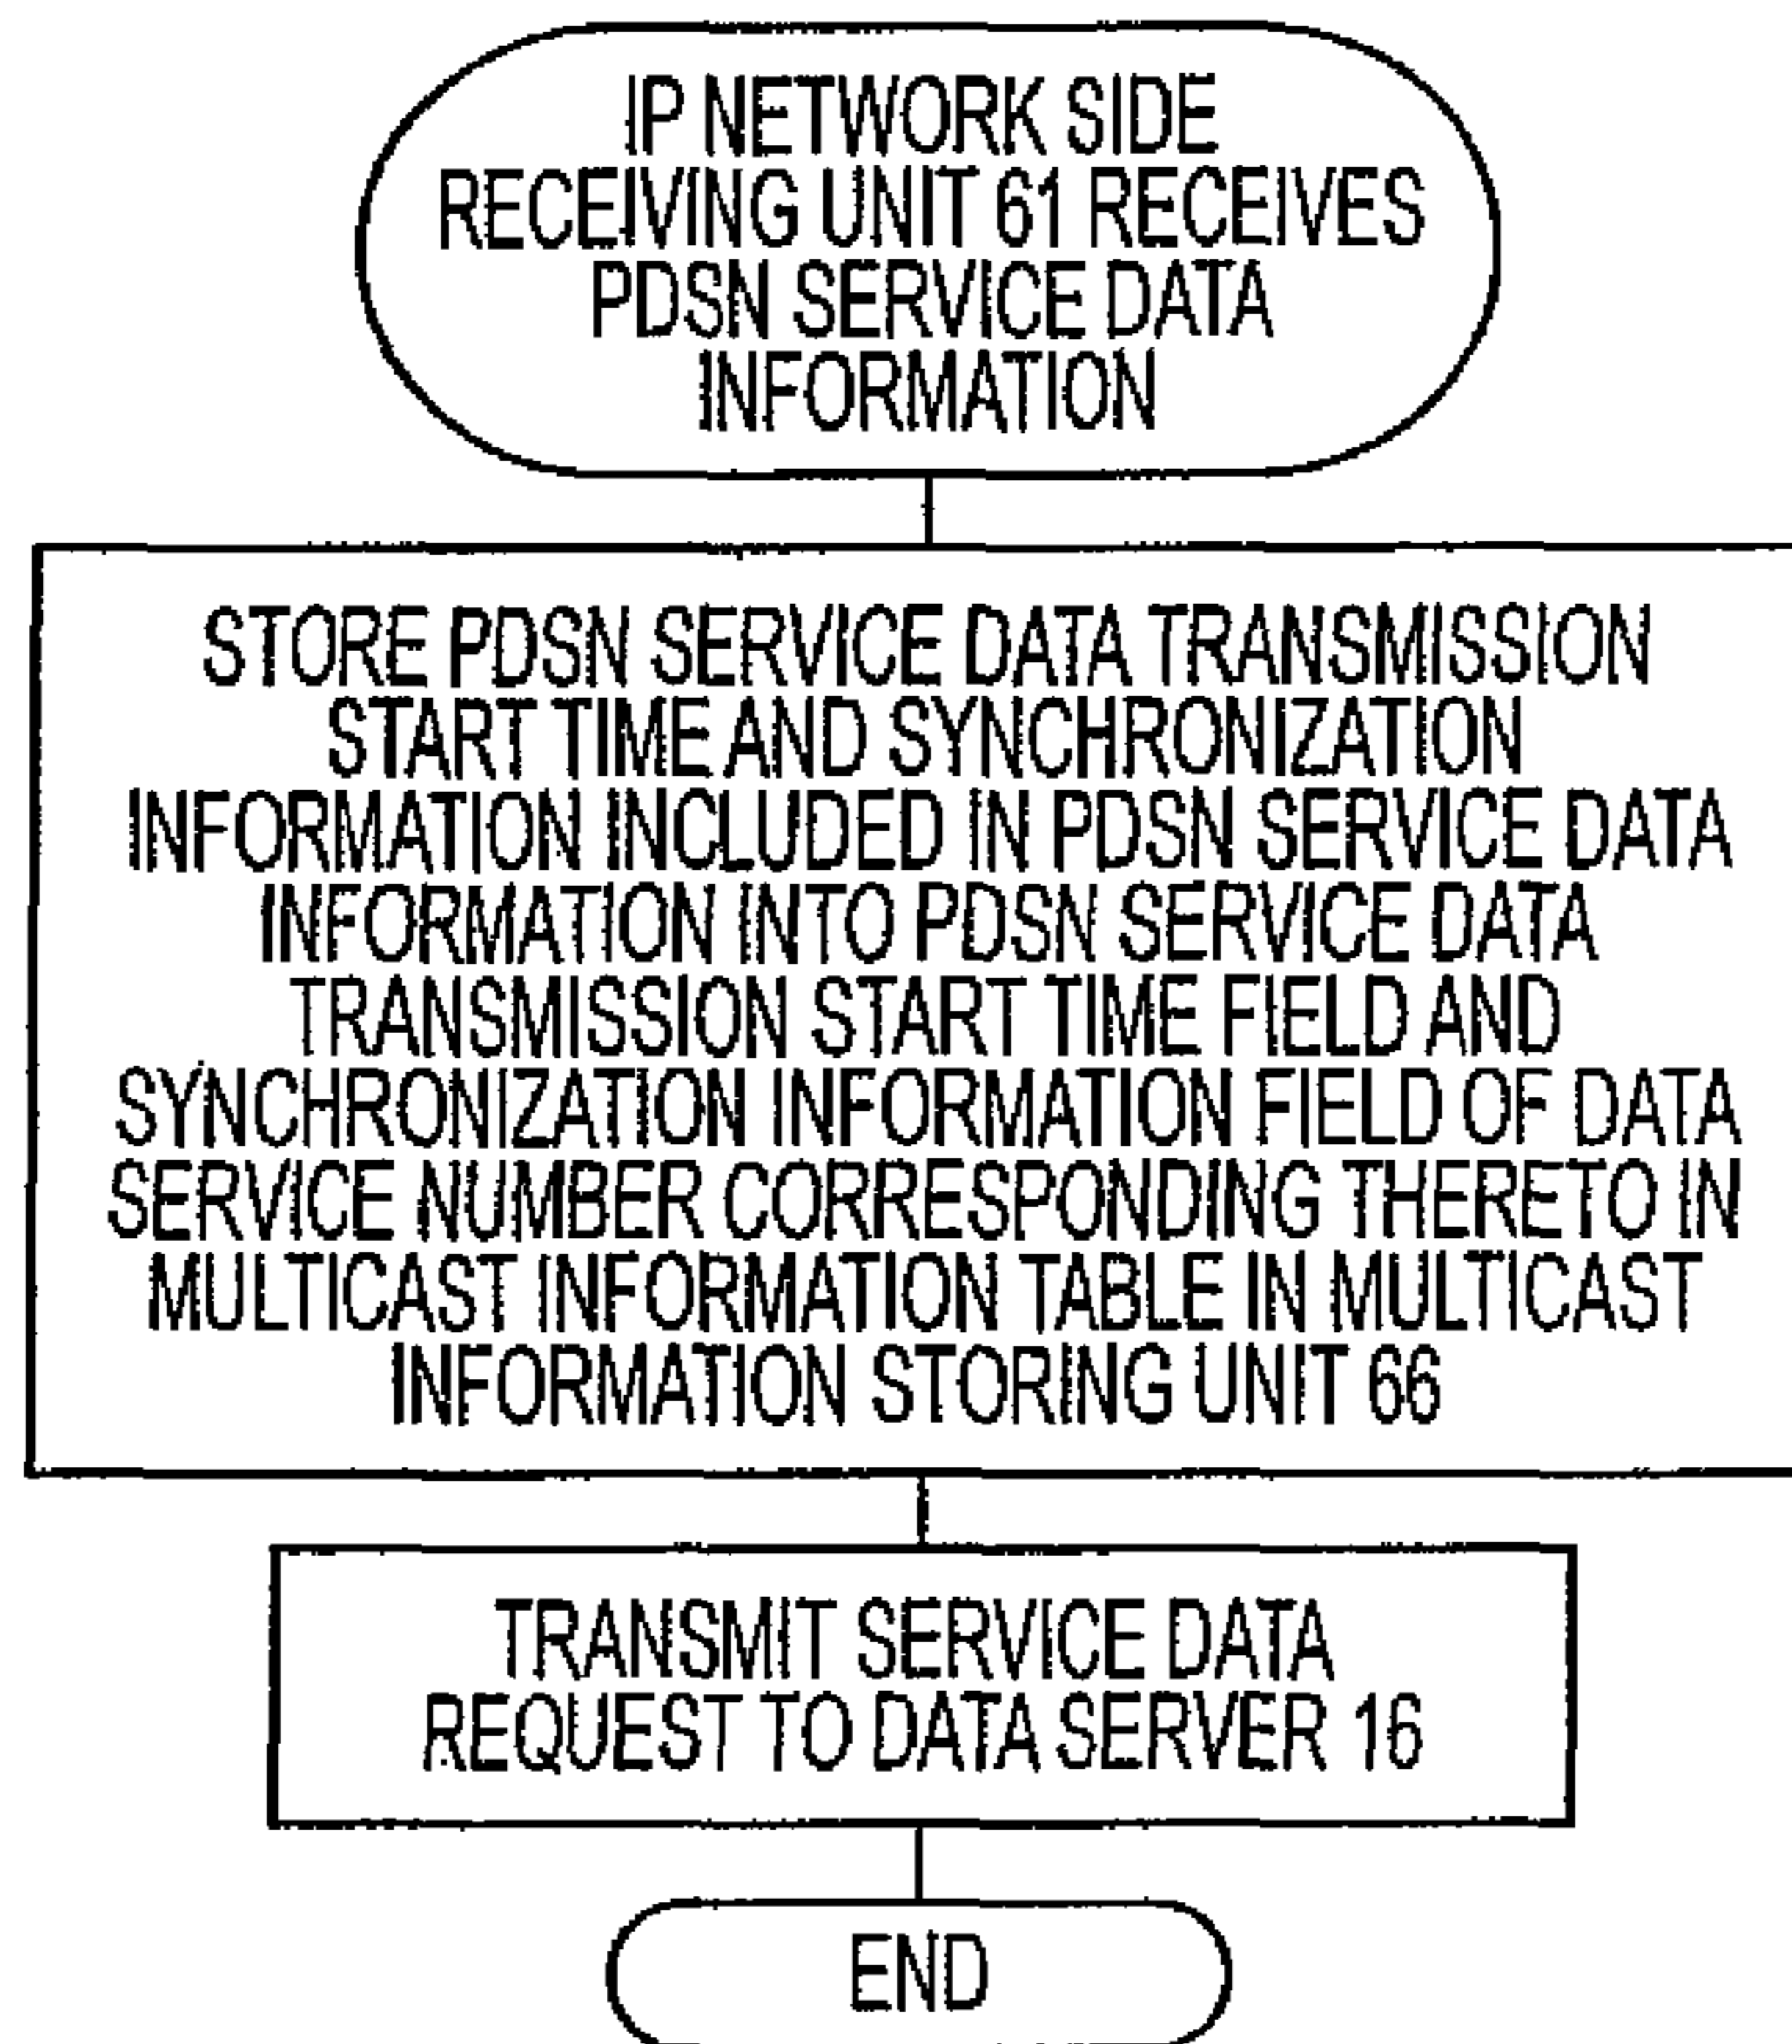 IP NETWORK SIDE
RECEIVING UNIT 61 RECEIVES
PDSN SERVICE DATA
INFORMATION
STORE PDSN SERVICE DATA TRANSMISSION
START TIME AND SYNCHRONIZATION
INFORMATION INCLUDED IN PDSN SERVICE DATA
INFORMATION INTO PDSN SERVICE DATA
TRANSMISSION START TIME FIELD AND
SYNCHRONIZATION INFORMATION FIELD OF DATA
SERVICE NUMBER CORRESPONDING THERETO IN
MULTICAST INFORMATION TABLE IN MULTICAST
INFORMATION STORING UNIT 66
TRANSMIT SERVICE DATA
REQUEST TO DATA SERVER 16
END